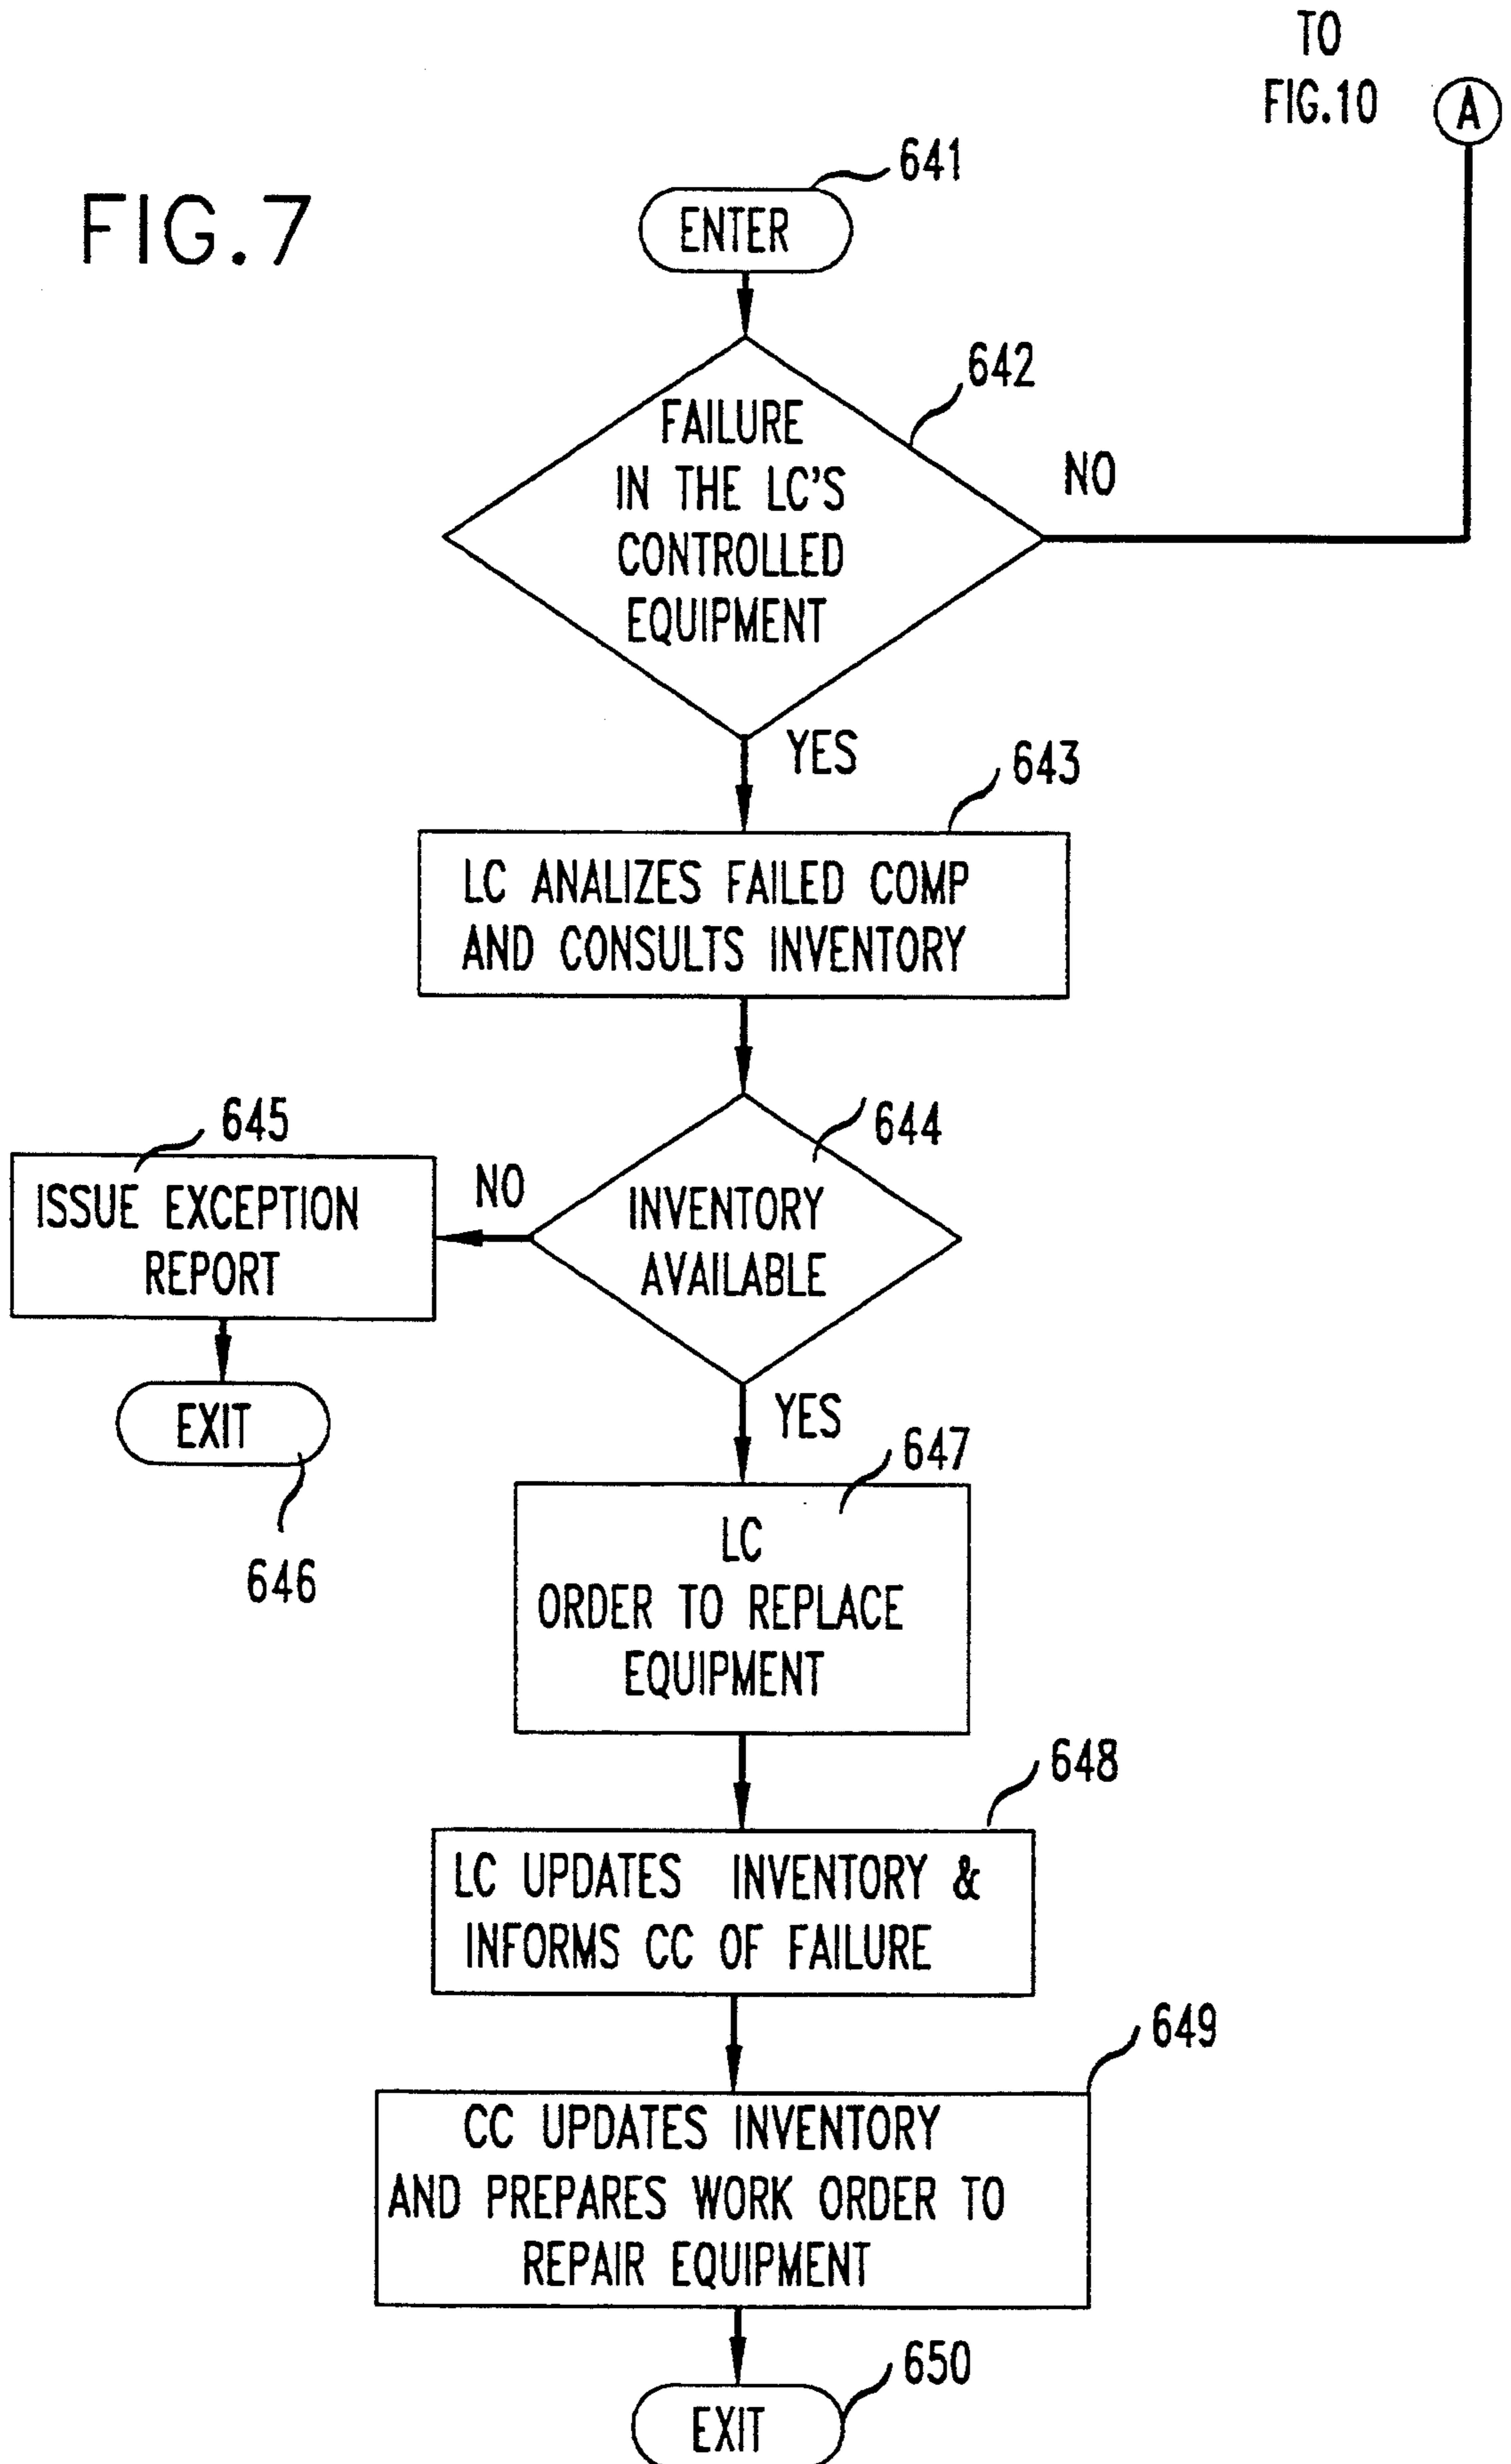 TO
FIG.10
A
FIG.7
641
ENTER
642
FAILURE
IN THE LC'S
CONTROLLED
EQUIPMENT
NO
YES
643
LC ANALIZES FAILED COMP
AND CONSULTS INVENTORY
644
645
NO
INVENTORY
AVAILABLE
ISSUE EXCEPTION
REPORT
EXIT
646
YES
647
LC
ORDER TO REPLACE
EQUIPMENT
648
LC UPDATES INVENTORY &
INFORMS CC OF FAILURE
649
CC UPDATES INVENTORY
AND PREPARES WORK ORDER TO
REPAIR EQUIPMENT
650
EXIT